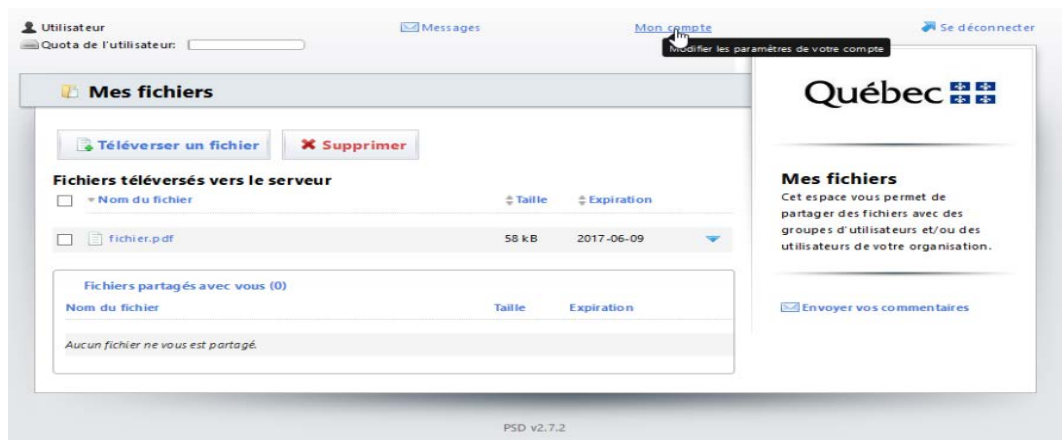 Utilisateur
Messages
Mon compte
Se déconnecter
Quota de l'utilisateur:
Modifier les paramètres de votre compte
Mes fichiers
Téléverser un fichier
Supprimer
Fichiers téléversés vers le serveur
Nom du fichier Taille Expiration
fichier.pdf 58 kB 2017-06-09
Fichiers partagés avec vous (0)
Nom du fichier Taille Expiration
Aucun fichier ne vous est partagé.
Québec
Mes fichiers
Cet espace vous permet de
partager des fichiers avec des
groupes d'utilisateurs et/ou des
utilisateurs de votre organisation.
Envoyer vos commentaires
PSD v2.7.2